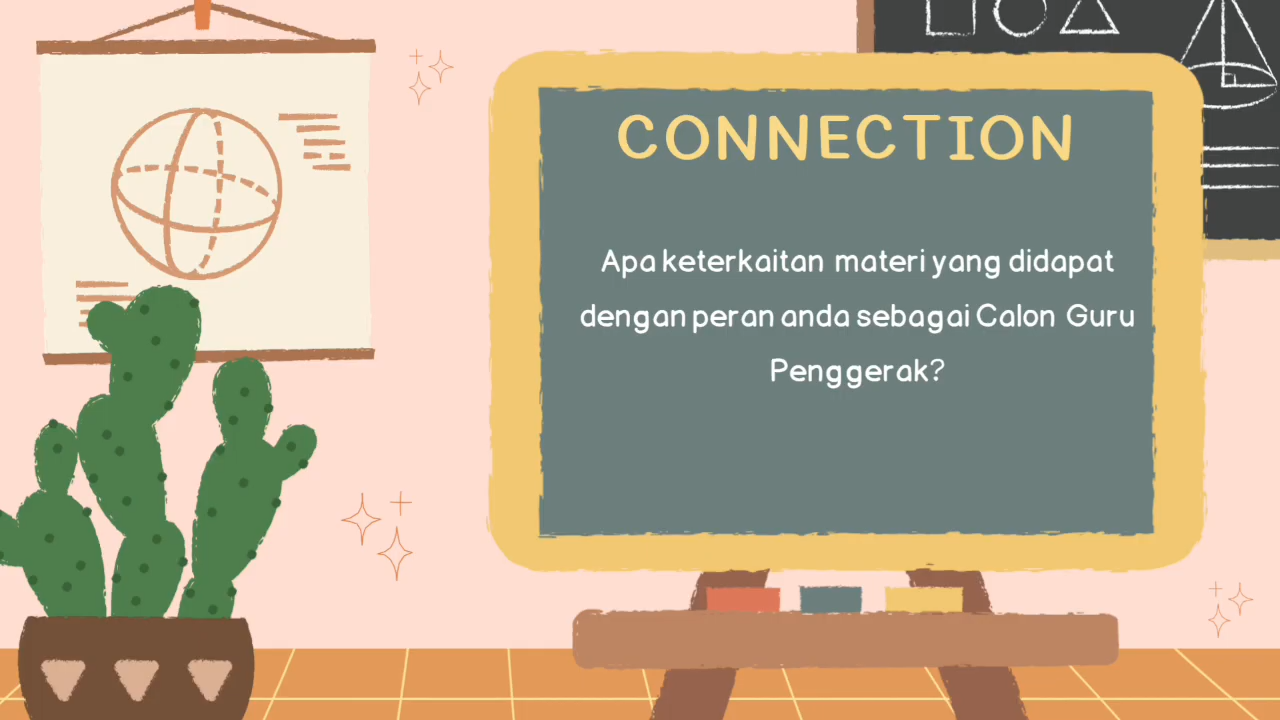 CONNECTION
Apa keterkaitan materi yang didapat
dengan peran anda sebagai Calon Guru
Penggerak?